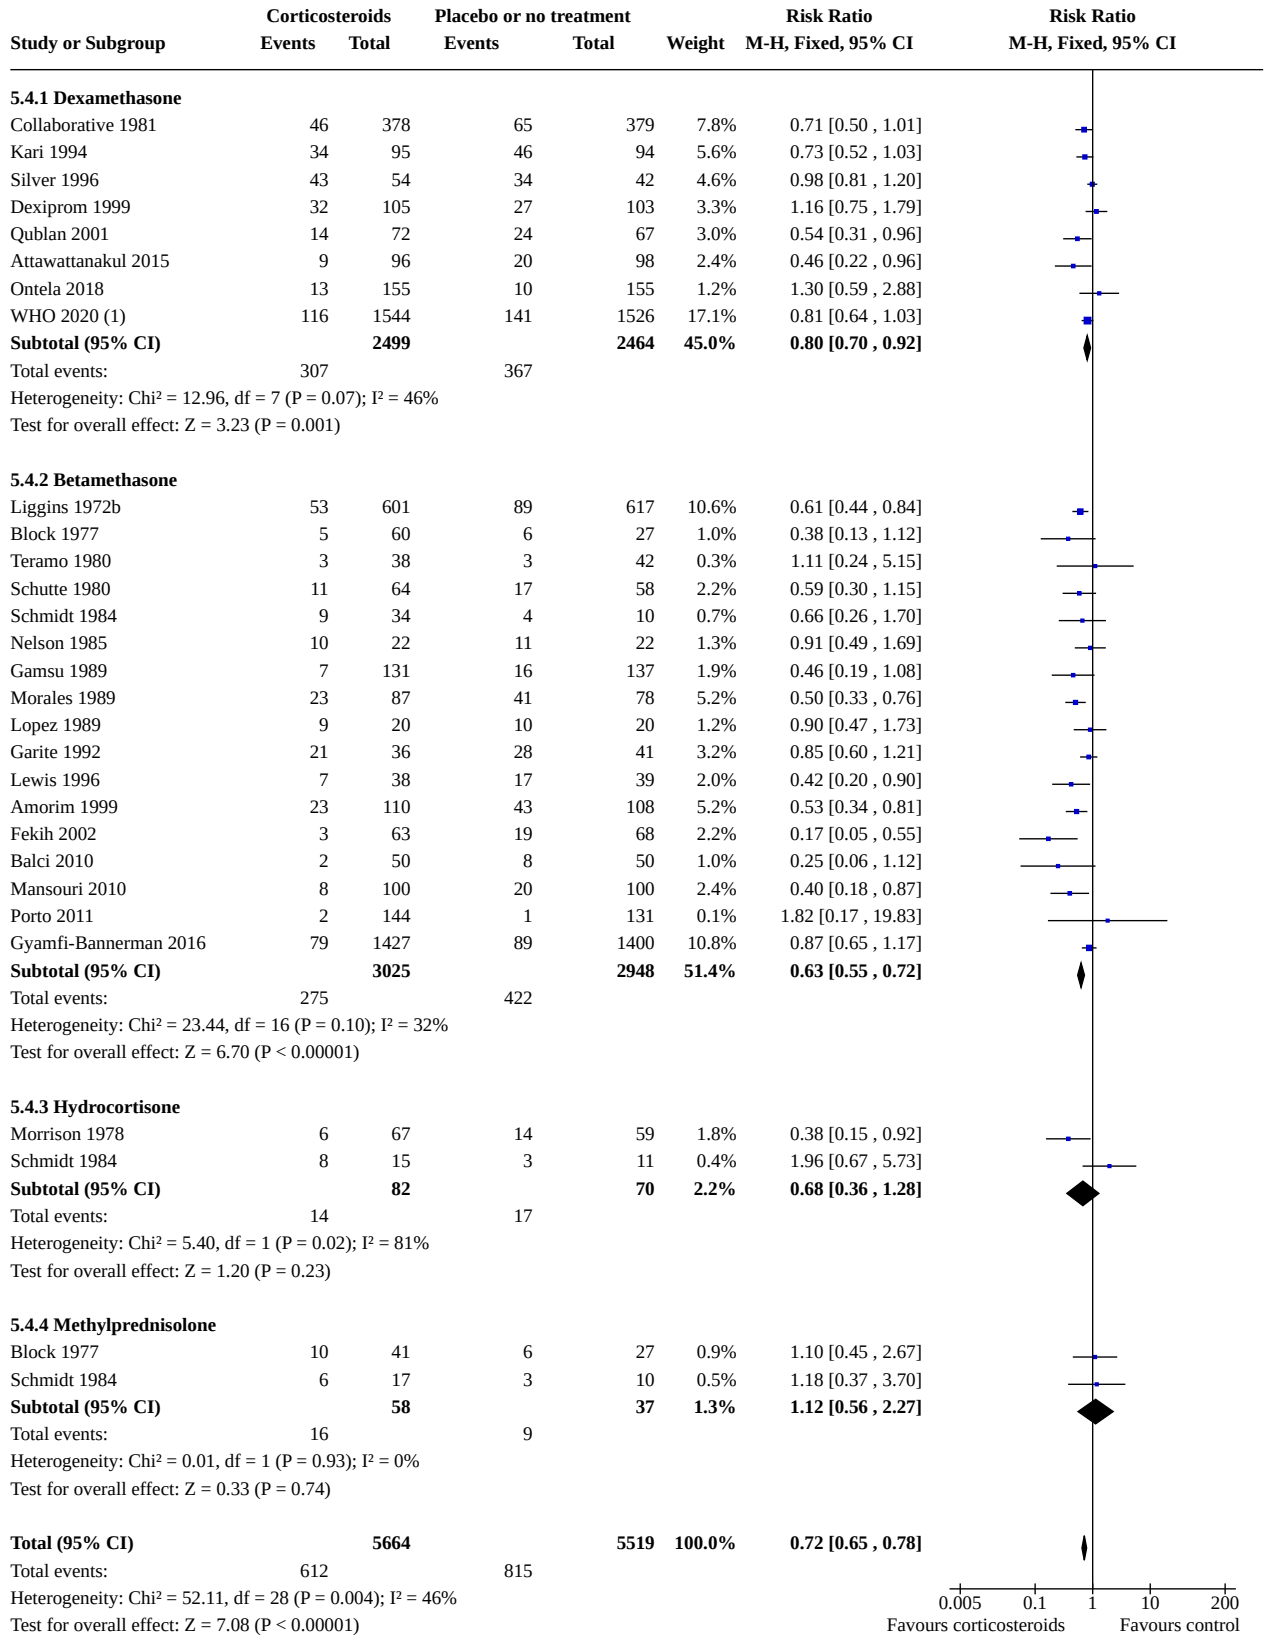 Corticosteroids Placebo or no treatment Risk Ratio Risk Ratio
Study or Subgroup Events Total Events Total Weight M-H, Fixed, 95% CI M-H, Fixed, 95% CI
5.4.1 Dexamethasone
Collaborative 1981 46 378 65 379 7.8% 0.71 [0.50 , 1.01]
Kari 1994 34 95 46 94 5.6% 0.73 [0.52 , 1.03]
Silver 1996 43 54 34 42 4.6% 0.98 [0.81 , 1.20]
Dexiprom 1999 32 105 27 103 3.3% 1.16 [0.75 , 1.79]
Qublan 2001 14 72 24 67 3.0% 0.54 [0.31 , 0.96]
Attawattanakul 2015 9 96 20 98 2.4% 0.46 [0.22 , 0.96]
Ontela 2018 13 155 10 155 1.2% 1.30 [0.59 , 2.88]
WHO 2020 (1) 116 1544 141 1526 17.1% 0.81 [0.64 , 1.03]
Subtotal (95% CI) 2499 2464 45.0% 0.80 [0.70 , 0.92]
Total events: 307 367
Heterogeneity: Chi² = 12.96, df = 7 (P = 0.07); I² = 46%
Test for overall effect: Z = 3.23 (P = 0.001)
5.4.2 Betamethasone
Liggins 1972b 53 601 89 617 10.6% 0.61 [0.44 , 0.84]
Block 1977 5 60 6 27 1.0% 0.38 [0.13 , 1.12]
Teramo 1980 3 38 3 42 0.3% 1.11 [0.24 , 5.15]
Schutte 1980 11 64 17 58 2.2% 0.59 [0.30 , 1.15]
Schmidt 1984 9 34 4 10 0.7% 0.66 [0.26 , 1.70]
Nelson 1985 10 22 11 22 1.3% 0.91 [0.49 , 1.69]
Gamsu 1989 7 131 16 137 1.9% 0.46 [0.19 , 1.08]
Morales 1989 23 87 41 78 5.2% 0.50 [0.33 , 0.76]
Lopez 1989 9 20 10 20 1.2% 0.90 [0.47 , 1.73]
Garite 1992 21 36 28 41 3.2% 0.85 [0.60 , 1.21]
Lewis 1996 7 38 17 39 2.0% 0.42 [0.20 , 0.90]
Amorim 1999 23 110 43 108 5.2% 0.53 [0.34 , 0.81]
Fekih 2002 3 63 19 68 2.2% 0.17 [0.05 , 0.55]
Balci 2010 2 50 8 50 1.0% 0.25 [0.06 , 1.12]
Mansouri 2010 8 100 20 100 2.4% 0.40 [0.18 , 0.87]
Porto 2011 2 144 1 131 0.1% 1.82 [0.17 , 19.83]
Gyamfi-Bannerman 2016 79 1427 89 1400 10.8% 0.87 [0.65 , 1.17]
Subtotal (95% CI) 3025 2948 51.4% 0.63 [0.55 , 0.72]
Total events: 275 422
Heterogeneity: Chi² = 23.44, df = 16 (P = 0.10); I² = 32%
Test for overall effect: Z = 6.70 (P < 0.00001)
5.4.3 Hydrocortisone
Morrison 1978 6 67 14 59 1.8% 0.38 [0.15 , 0.92]
Schmidt 1984 8 15 3 11 0.4% 1.96 [0.67 , 5.73]
Subtotal (95% CI) 82 70 2.2% 0.68 [0.36 , 1.28]
Total events: 14 17
Heterogeneity: Chi² = 5.40, df = 1 (P = 0.02); I² = 81%
Test for overall effect: Z = 1.20 (P = 0.23)
5.4.4 Methylprednisolone
Block 1977 10 41 6 27 0.9% 1.10 [0.45 , 2.67]
Schmidt 1984 6 17 3 10 0.5% 1.18 [0.37 , 3.70]
Subtotal (95% CI) 58 37 1.3% 1.12 [0.56 , 2.27]
Total events: 16 9
Heterogeneity: Chi² = 0.01, df = 1 (P = 0.93); I² = 0%
Test for overall effect: Z = 0.33 (P = 0.74)
Total (95% CI) 5664 5519 100.0% 0.72 [0.65 , 0.78]
Total events: 612 815
Heterogeneity: Chi² = 52.11, df = 28 (P = 0.004); I² = 46%
Test for overall effect: Z = 7.08 (P < 0.00001)
0.005 0.1 1 10 200
Favours corticosteroids Favours control